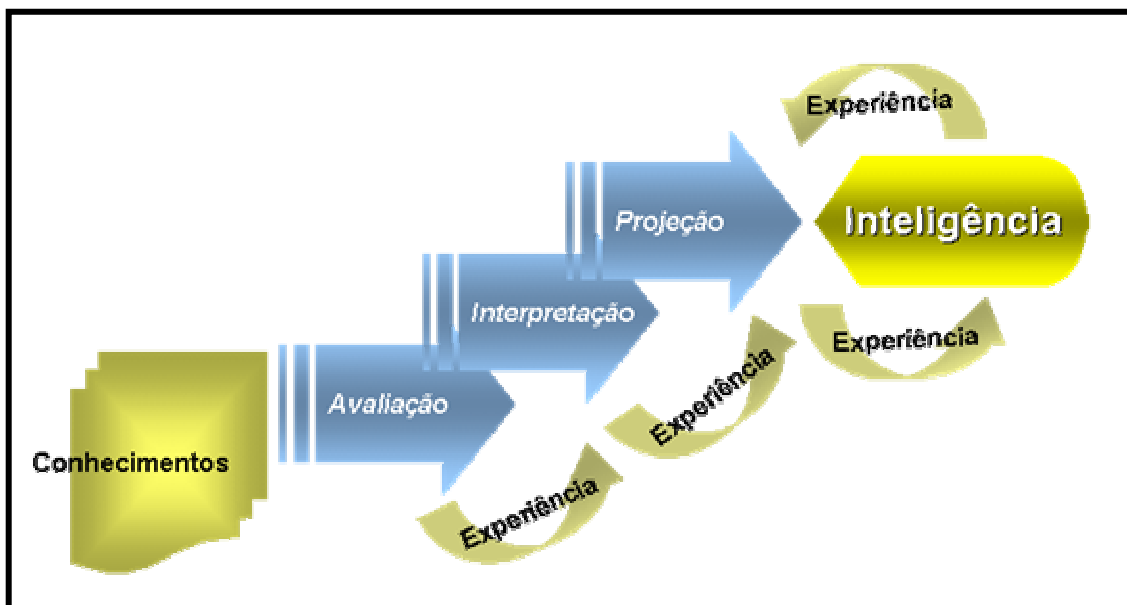 Experiência
Projeção
Inteligência
Interpretação
Experiência
Avaliação
Experiência
Conhecimentos
Experiência